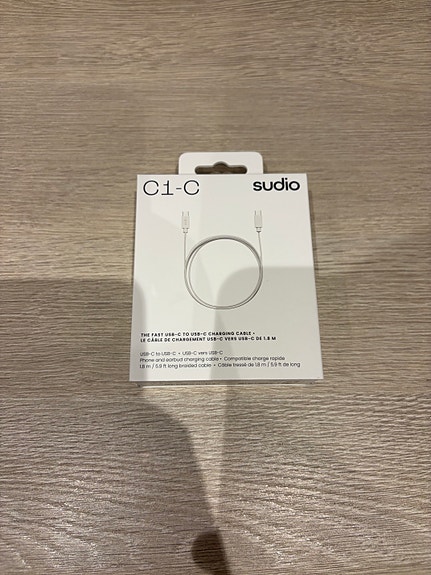 C1-C
sudio
THE FAST USB-C TO USB-C CHARGING CABLE •
LE CÂBLE DE CHARGEMENT USB-C VERS USB-C DE 1.8 M
USB-C to USB-C • USB-C vers USB-C
Phone and earbud charging cable • Compatible charge rapide
1.8 m / 5.9 ft long braided cable • Câble tressé de 1.8 m / 5.9 ft de long